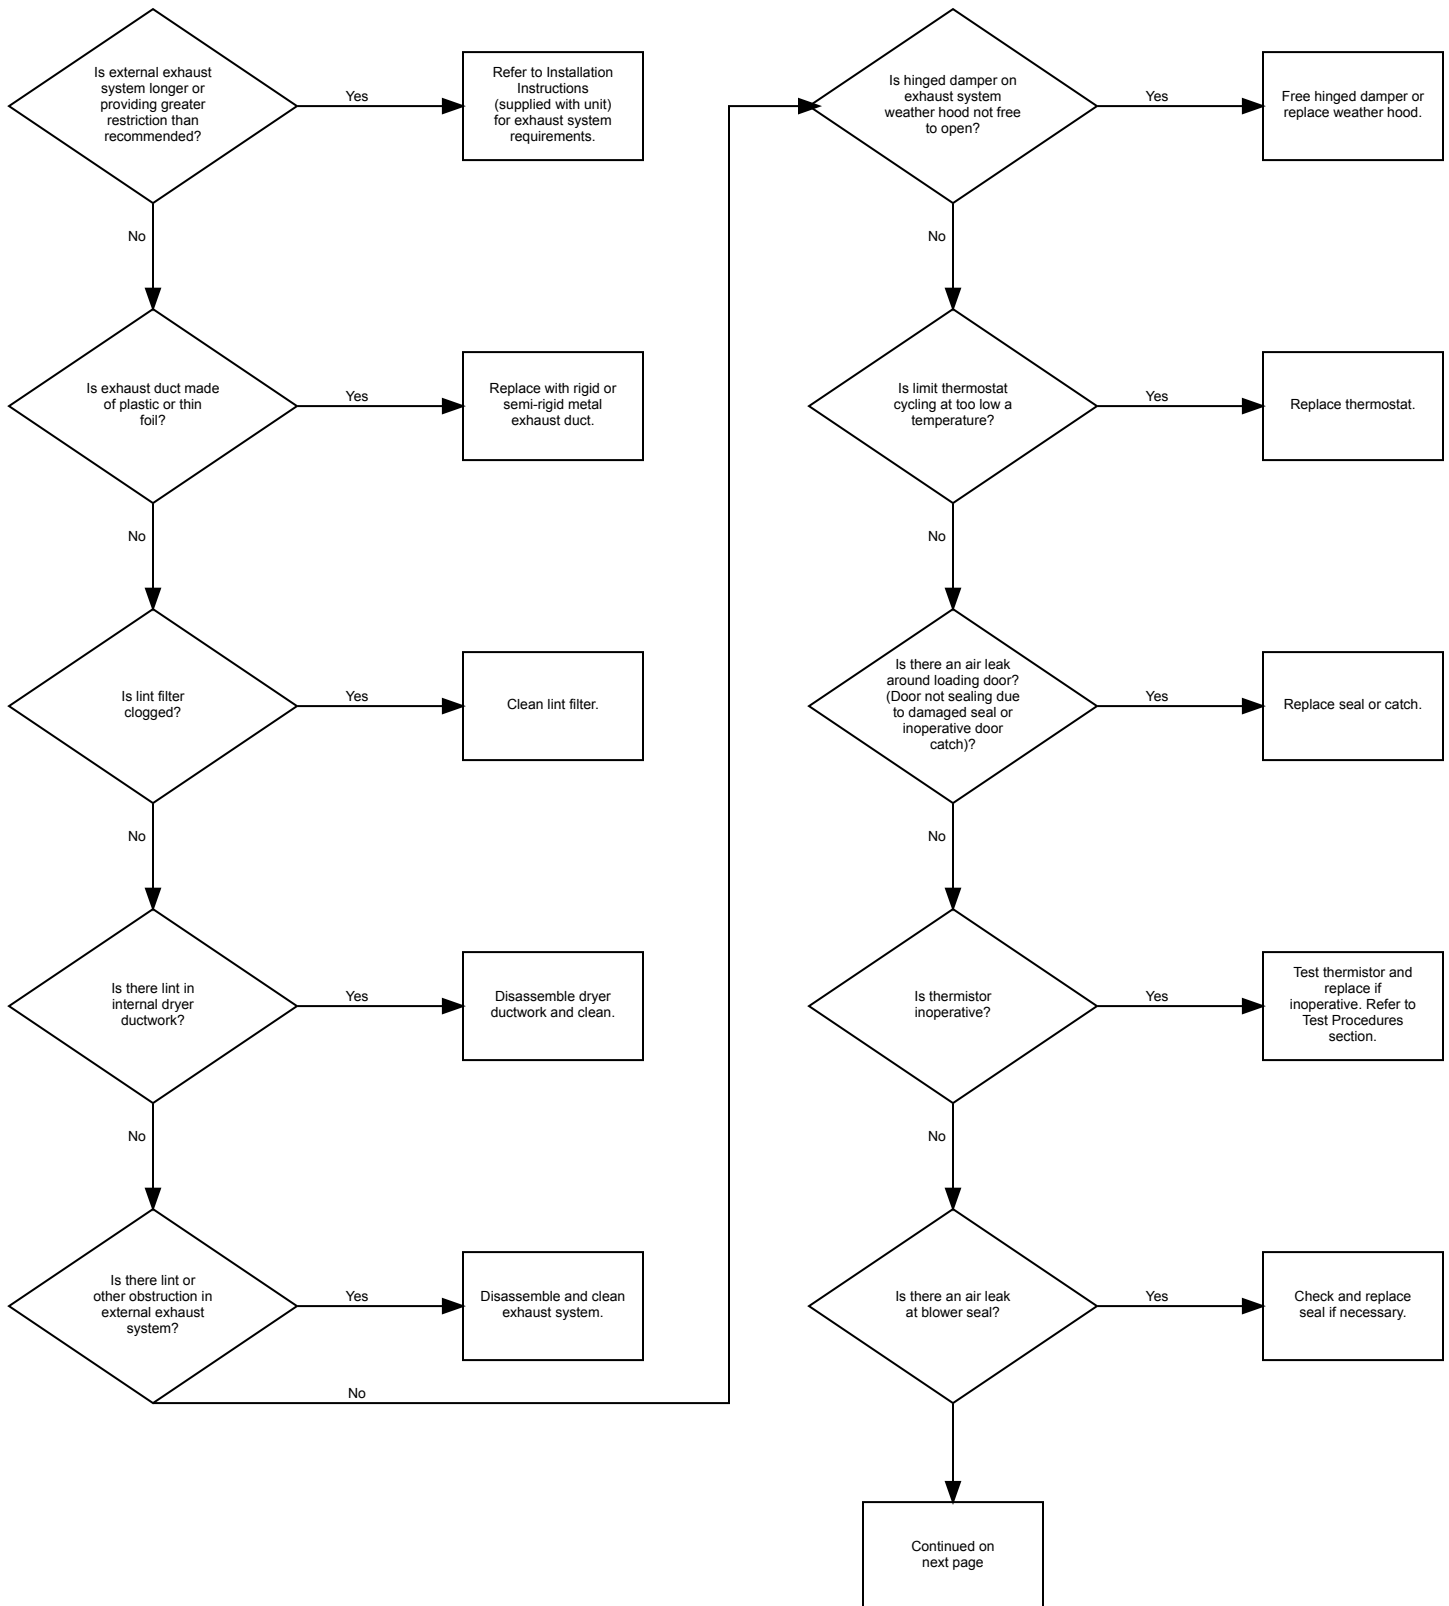 Is external exhaust
system longer or
providing greater
restriction than
recommended?
Yes
Refer to Installation
Instructions
(supplied with unit)
for exhaust system
requirements.
No
Is exhaust duct made
of plastic or thin
foil?
Yes
Replace with rigid or
semi-rigid metal
exhaust duct.
No
Is lint filter
clogged?
Yes
Clean lint filter.
No
Is there lint in
internal dryer
ductwork?
Yes
Disassemble dryer
ductwork and clean.
No
Is there lint or
other obstruction in
external exhaust
system?
Yes
Disassemble and clean
exhaust system.
No
Is hinged damper on
exhaust system
weather hood not free
to open?
Yes
Free hinged damper or
replace weather hood.
No
Is limit thermostat
cycling at too low a
temperature?
Yes
Replace thermostat.
No
Is there an air leak
around loading door?
(Door not sealing due
to damaged seal or
inoperative door
catch)?
Yes
Replace seal or catch.
No
Is thermistor
inoperative?
Yes
Test thermistor and
replace if
inoperative. Refer to
Test Procedures
section.
No
Is there an air leak
at blower seal?
Yes
Check and replace
seal if necessary.
Continued on
next page